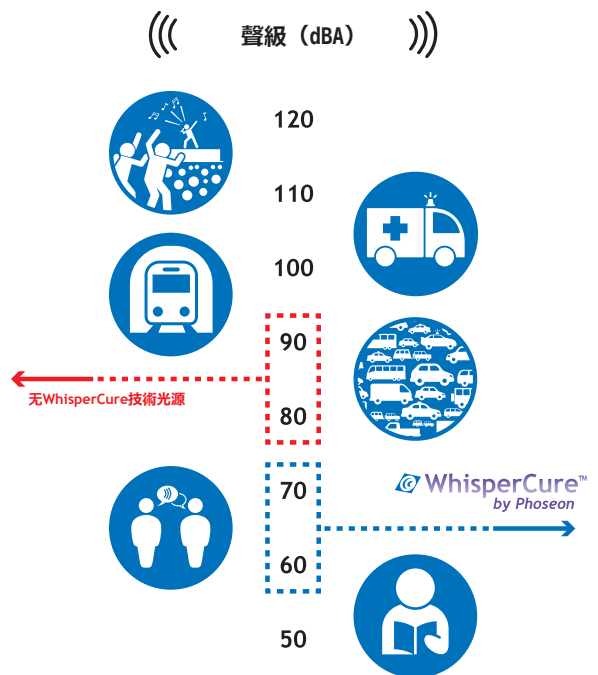 聲級（dBA）
120
110
100
90
80
无WhisperCure技術光源
WhisperCure™
by Phoseon
70
60
50